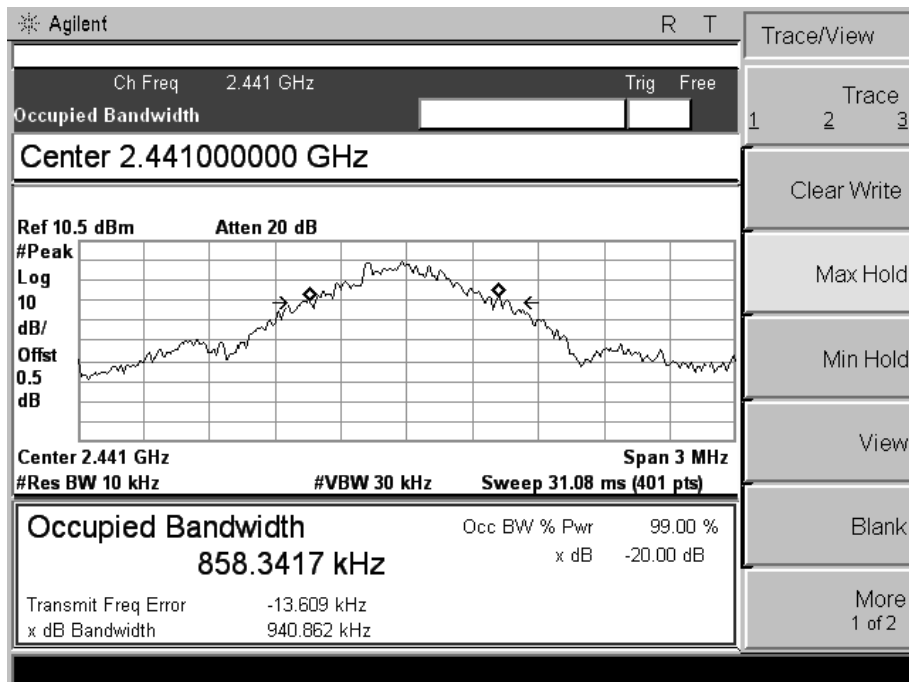 Agilent R T
Ch Freq 2.441 GHz Trig Free
Occupied Bandwidth
Center 2.441000000 GHz
Ref 10.5 dBm Atten 20 dB
#Peak
Log
10
dB/
Offst
0.5
dB
Center 2.441 GHz Span 3 MHz
#Res BW 10 kHz #VBW 30 kHz Sweep 31.08 ms (401 pts)
Occupied Bandwidth Occ BW % Pwr 99.00 %
858.3417 kHz x dB -20.00 dB
Transmit Freq Error -13.609 kHz
x dB Bandwidth 940.862 kHz
Trace/View
Trace
1 2 3
Clear Write
Max Hold
Min Hold
View
Blank
More
1 of 2